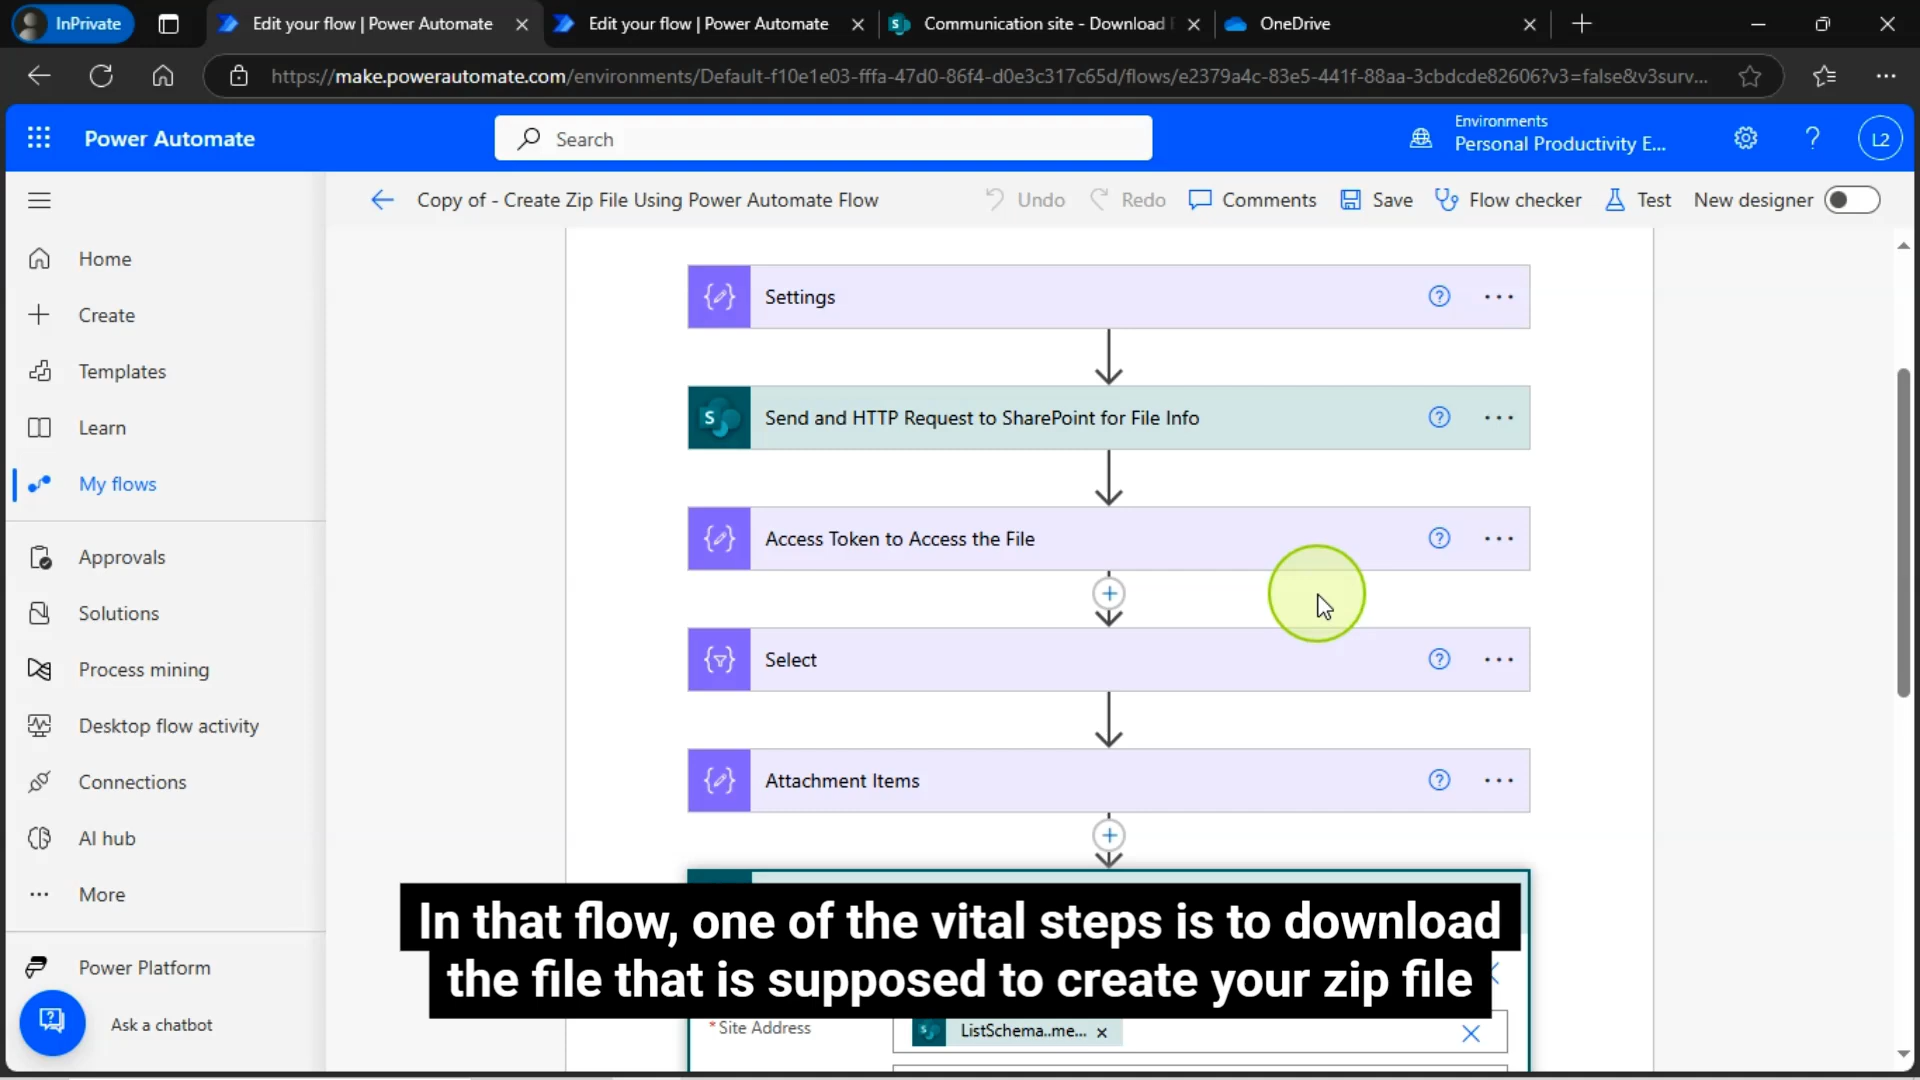 InPrivate
Edit your flow | Power Automate
Edit your flow | Power Automate
Communication site - Download
OneDrive
https://make.powerautomate.com/environments/Default-f10e1e03-fffa-47d0-86f4-d0e3c317c65d/flows/e2379a4c-83e5-441f-88aa-3cbdcde82606?v3=false&v3surv...
Power Automate
Search
Environments
Personal Productivity E...
L2
Copy of - Create Zip File Using Power Automate Flow
Undo
Redo
Comments
Save
Flow checker
Test
New designer
Home
Create
Templates
Learn
My flows
Approvals
Solutions
Process mining
Desktop flow activity
Connections
AI hub
More
Power Platform
Ask a chatbot
Settings
S
Send and HTTP Request to SharePoint for File Info
Access Token to Access the File
Select
Attachment Items
In that flow, one of the vital steps is to download
the file that is supposed to create your zip file
*Site Address
S
ListSchema..me...